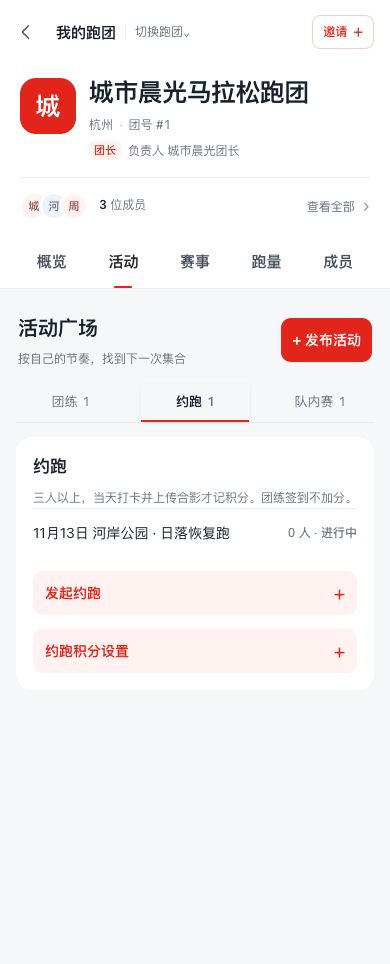 我的跑团 切换跑团 邀请 +
城
城市晨光马拉松跑团
杭州 · 团号 #1
团长 负责人 城市晨光团长
城 河 周 3 位成员 查看全部
概览 活动 赛事 跑量 成员
活动广场
按自己的节奏，找到下一次集合
+ 发布活动
团练 1 约跑 1 队内赛 1
约跑
三人以上，当天打卡并上传合影才记积分。团练签到不加分。
11月13日 河岸公园 · 日落恢复跑 0 人 · 进行中
发起约跑 +
约跑积分设置 +